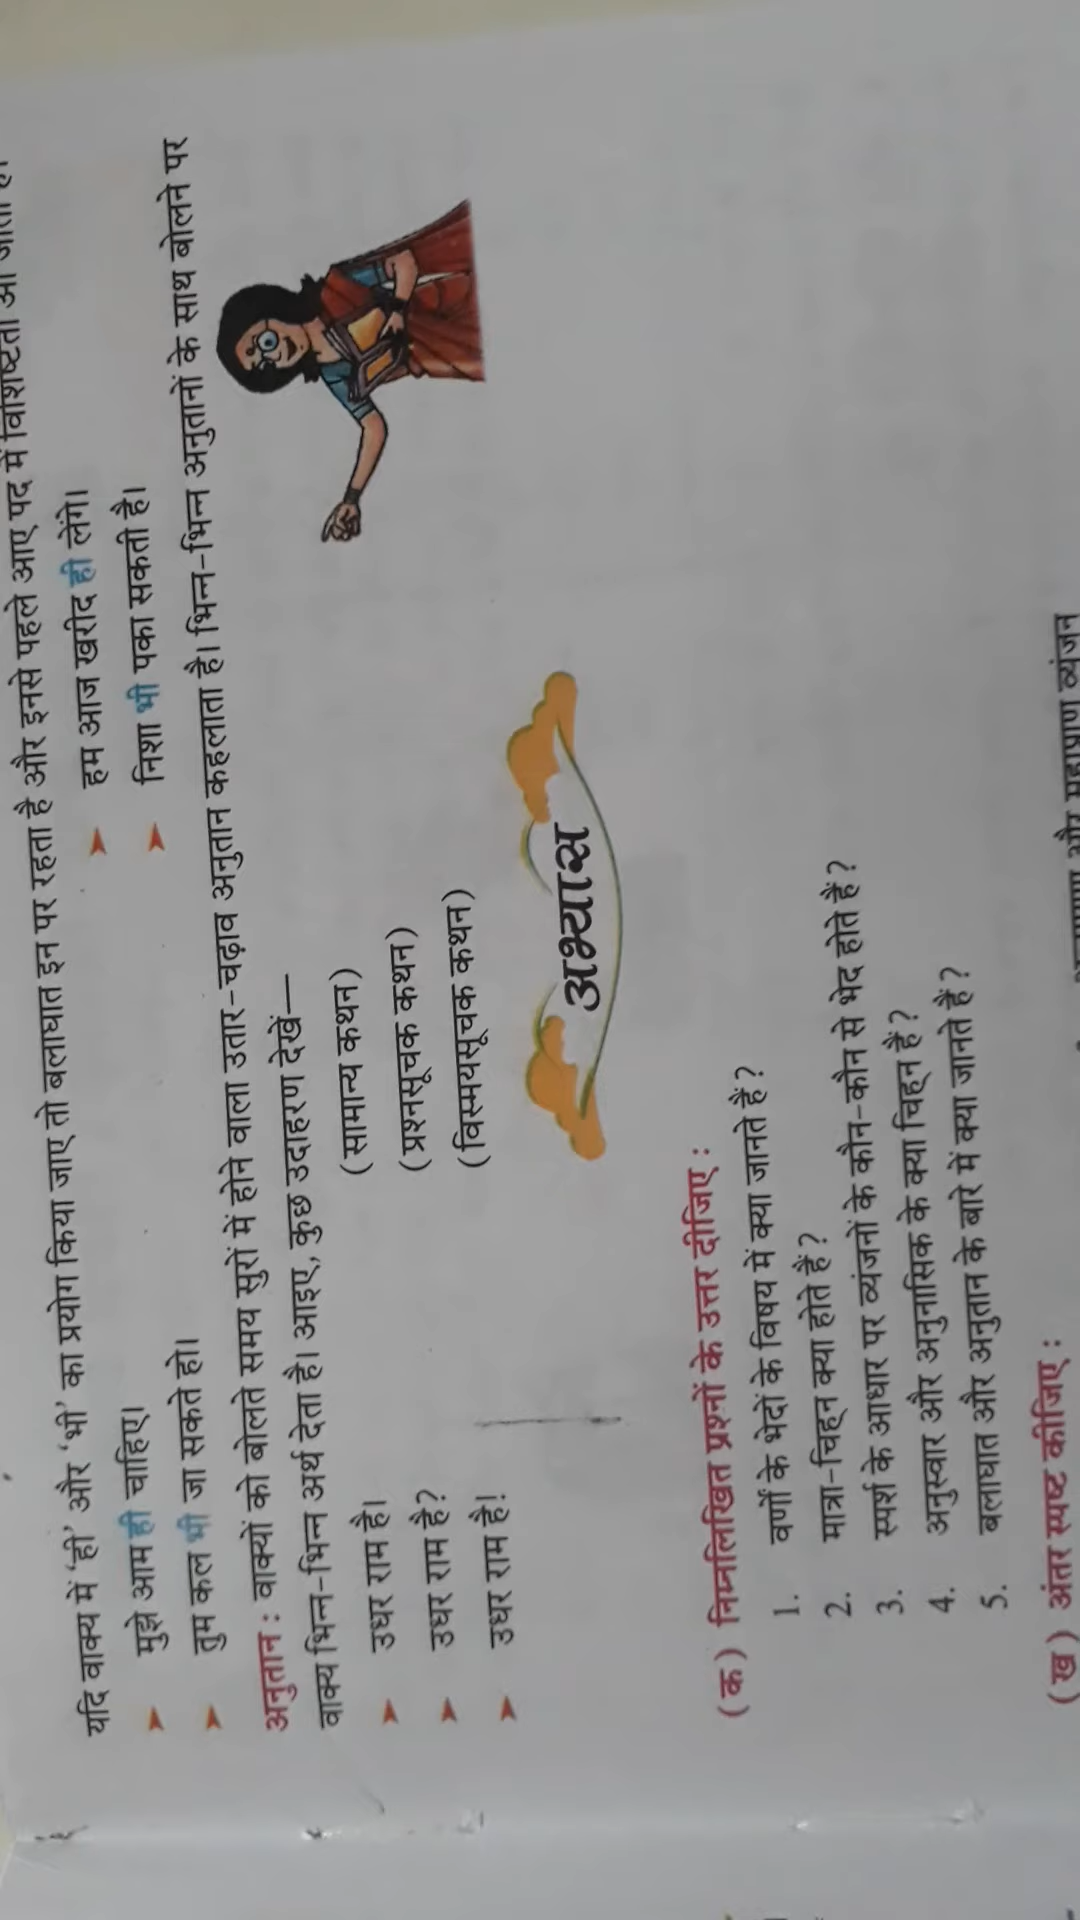 यदि वाक्य में 'ही' और 'भी' का प्रयोग किया जाए तो बलाघात इन पर रहता है और इनसे पहले आए पद में विशिष्टता आ जाती है।
➤ मुझे आम ही चाहिए। ➤ हम आज खरीद ही लेंगे।
➤ तुम कल भी जा सकते हो। ➤ निशा भी पका सकती है।
अनुतान : वाक्यों को बोलते समय सुरों में होने वाला उतार-चढ़ाव अनुतान कहलाता है। भिन्न-भिन्न अनुतानों के साथ बोलने पर
वाक्य भिन्न-भिन्न अर्थ देता है। आइए, कुछ उदाहरण देखें—
➤ उधर राम है। (सामान्य कथन)
➤ उधर राम है? (प्रश्नसूचक कथन)
➤ उधर राम है! (विस्मयसूचक कथन)
अभ्यास
(क) निम्नलिखित प्रश्नों के उत्तर दीजिए :
1. वर्णों के भेदों के विषय में क्या जानते हैं?
2. मात्रा-चिह्न क्या होते हैं?
3. स्पर्श के आधार पर व्यंजनों के कौन-कौन से भेद होते हैं?
4. अनुस्वार और अनुनासिक के क्या चिह्न हैं?
5. बलाघात और अनुतान के बारे में क्या जानते हैं?
(ख) अंतर स्पष्ट कीजिए :
और महाप्राण व्यंजन